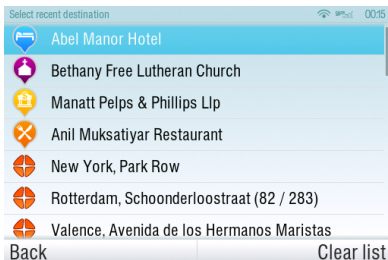 Select recent destination 00:15
Abel Manor Hotel
Bethany Free Lutheran Church
Manatt Pelps & Phillips Llp
Anil Muksatiyar Restaurant
New York, Park Row
Rotterdam, Schoonderloostraat (82 / 283)
Valence, Avenida de los Hermanos Maristas
Back Clear list